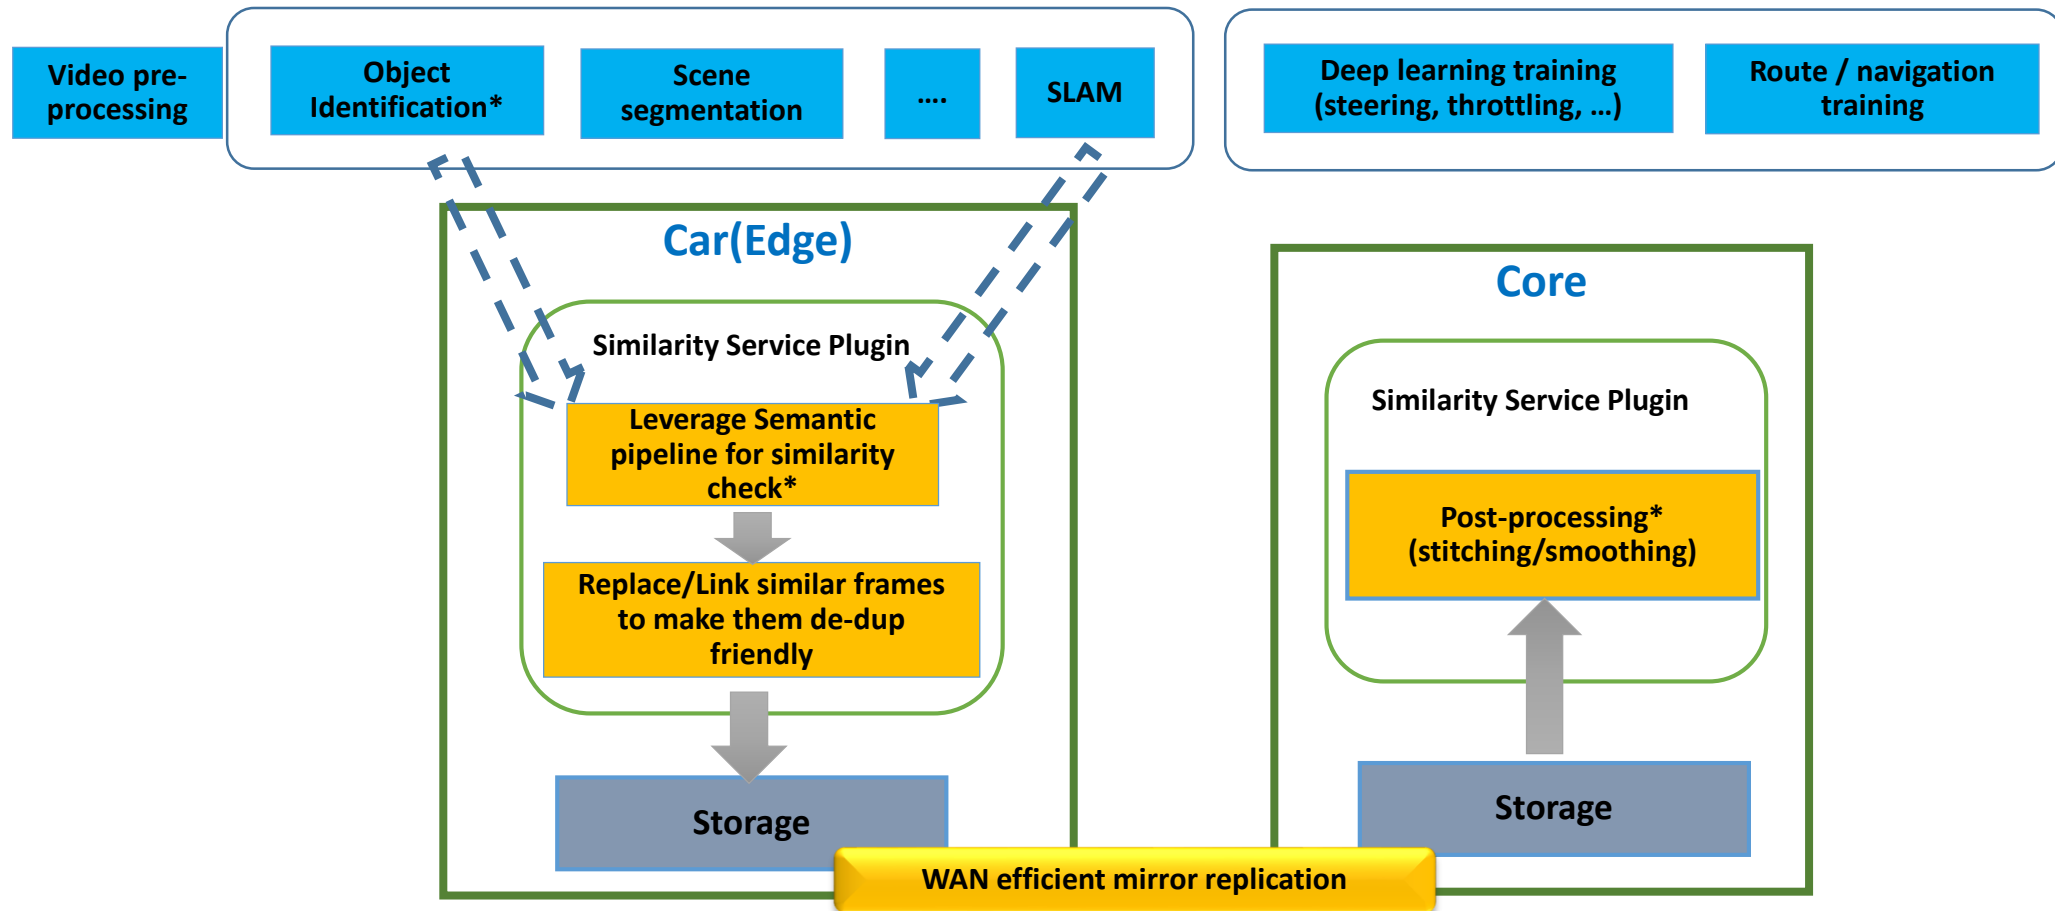 Video pre-
processing
Object
Identification*
Scene
segmentation
....
SLAM
Deep learning training
(steering, throttling, ...)
Route / navigation
training
Car(Edge)
Similarity Service Plugin
Leverage Semantic
pipeline for similarity
check*
Replace/Link similar frames
to make them de-dup
friendly
Storage
Core
Similarity Service Plugin
Post-processing*
(stitching/smoothing)
Storage
WAN efficient mirror replication